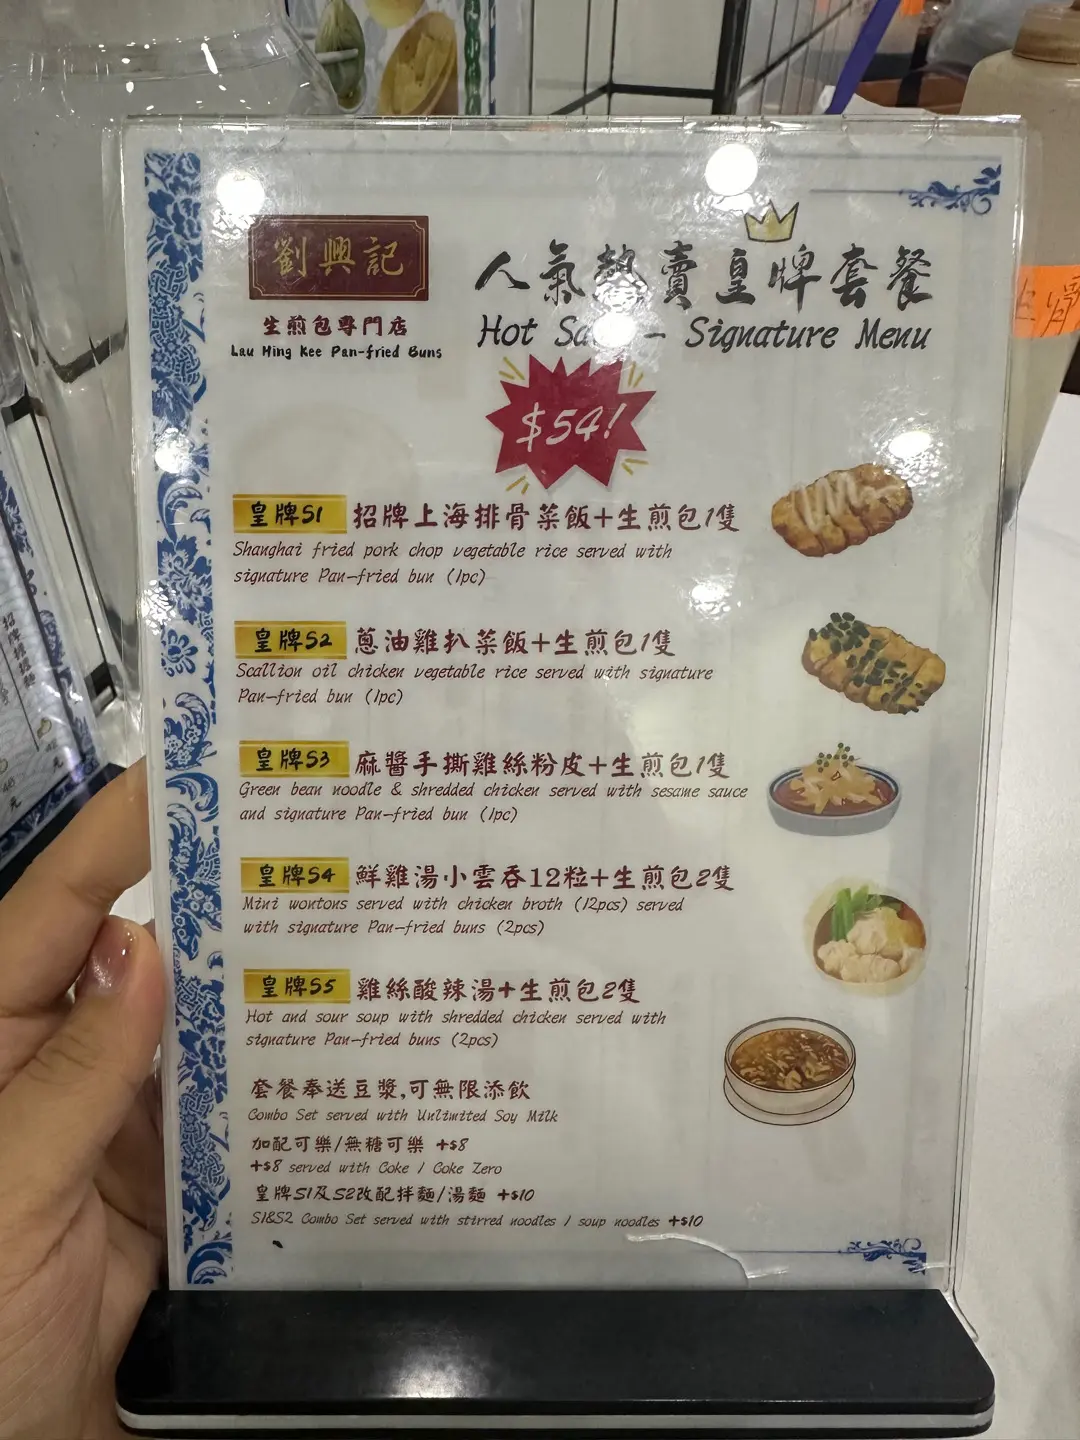 劉興記
生煎包專門店
Lau Hing Kee Pan-fried Buns
人氣熱賣皇牌套餐
Hot – Signature Menu
$54!
皇牌S1 招牌上海排骨菜飯+生煎包1隻
Shanghai fried pork chop vegetable rice served with
signature Pan-fried bun (1pc)
皇牌S2 蔥油雞扒菜飯+生煎包1隻
Scallion oil chicken vegetable rice served with signature
Pan-fried bun (1pc)
皇牌S3 麻醬手撕雞絲粉皮+生煎包1隻
Green bean noodle & shredded chicken served with sesame sauce
and signature Pan-fried bun (1pc)
皇牌S4 鮮雞湯小雲吞12粒+生煎包2隻
Mini wontons served with chicken broth (12pcs) served
with signature Pan-fried buns (2pcs)
皇牌S5 雞絲酸辣湯+生煎包2隻
Hot and sour soup with shredded chicken served with
signature Pan-fried buns (2pcs)
套餐奉送豆漿,可無限添飲
Combo Set served with Unlimited Soy Milk
加配可樂/無糖可樂 +$8
+$8 served with Coke / Coke Zero
皇牌S1及S2改配拌麵/湯麵 +$10
S1&S2 Combo Set served with stirred noodles / soup noodles +$10